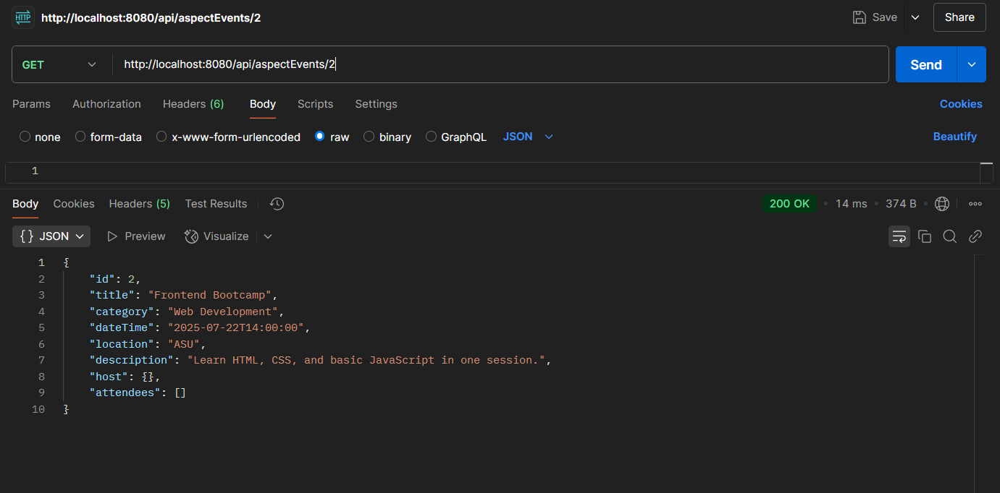 HTTP http://localhost:8080/api/aspectEvents/2 Save Share
GET http://localhost:8080/api/aspectEvents/2 Send
Params Authorization Headers (6) Body Scripts Settings Cookies
none form-data x-www-form-urlencoded raw binary GraphQL JSON Beautify
1
Body Cookies Headers (5) Test Results 200 OK • 14 ms • 374 B •
{} JSON Preview Visualize
1 {
2 "id": 2,
3 "title": "Frontend Bootcamp",
4 "category": "Web Development",
5 "dateTime": "2025-07-22T14:00:00",
6 "location": "ASU",
7 "description": "Learn HTML, CSS, and basic JavaScript in one session.",
8 "host": {},
9 "attendees": []
10 }